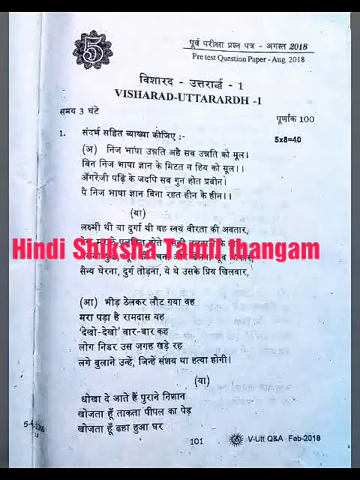 5
पूर्व परीक्षा प्रश्न पत्र - अगस्त 2018
Pre test Question Paper - Aug 2018
विशारद - उत्तरार्द्ध - 1
VISHARAD-UTTARARDH -1
समय 3 घंटे
पूर्णांक 100
1. संदर्भ सहित व्याख्या कीजिए :-
5x8=40
(अ) निज भाषा उन्नति अहै सब उन्नति को मूल।
बिन निज भाषा ज्ञान के मिटत न हिय को मूल।।
अँगरेजी पढ़ि के जदपि सब गुन होत प्रवीन।
पै निज भाषा ज्ञान बिना रहत हीन के हीन।।
(या)
लक्ष्मी थी या दुर्गा थी वह स्वयं वीरता की अवतार,
Hindi Shiksha Tamil thangam
सैन्य घेरना, दुर्ग तोड़ना, ये थे उसके प्रिय खिलवार,
(आ) भीड़ ठेलकर लौट गया वह
मरा पड़ा है रामदास यह
'देखो-देखो' बार-बार कह
लोग निडर उस जगह खड़े रह
लगे बुलाने उन्हें, जिन्हें संशय था हत्या होगी।
(या)
धोखा दे जाते हैं पुराने निशान
खोजता हूँ ताकता पीपल का पेड़
खोजता हूँ ढहा हुआ घर
101
V-Utt Q&A Feb-2018